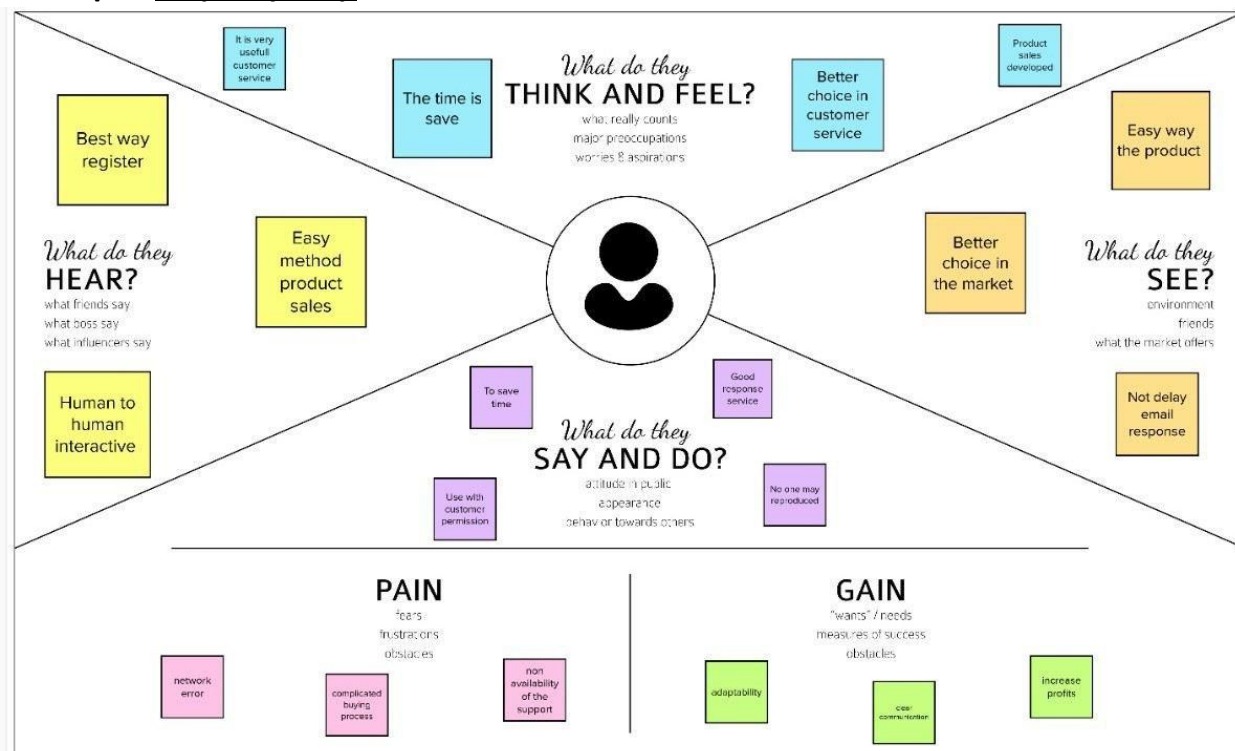 It is very
usefull
customer
service
The time is
save
What do they
THINK AND FEEL?
what really counts
major preoccupations
worries & aspirations
Better
choice in
customer
service
Product
sales
developed
Best way
register
Easy
method
product
sales
What do they
HEAR?
what friends say
what boss say
what influencers say
Human to
human
interactive
Easy way
the product
Better
choice in
the market
What do they
SEE?
environment
friends
what the market offers
Not delay
email
response
To save
time
Good
response
service
What do they
SAY AND DO?
attitude in public
appearance
behavior towards others
Use with
customer
permission
No one may
reproduced
PAIN
fears
frustrations
obstacles
network
error
complicated
buying
process
non
availability
of the
support
GAIN
"wants" / needs
measures of success
obstacles
adaptability
clear
communication
increase
profits